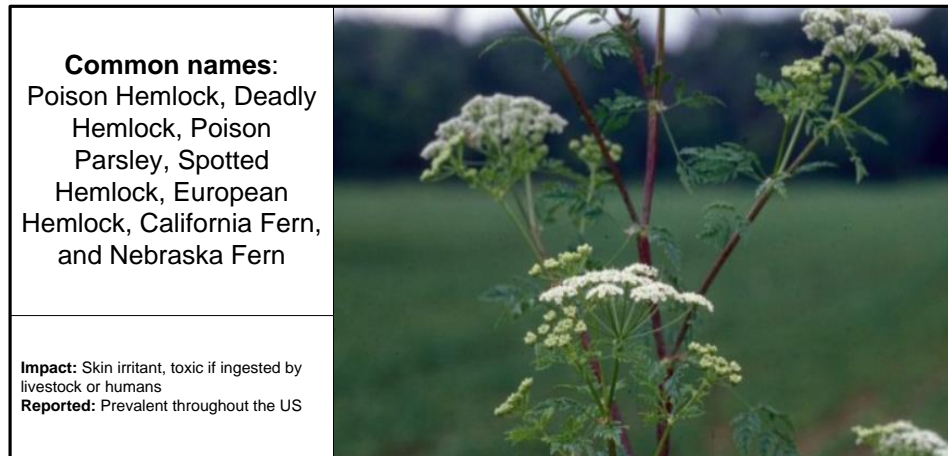 Common names:
Poison Hemlock, Deadly
Hemlock, Poison
Parsley, Spotted
Hemlock, European
Hemlock, California Fern,
and Nebraska Fern
Impact: Skin irritant, toxic if ingested by
livestock or humans
Reported: Prevalent throughout the US